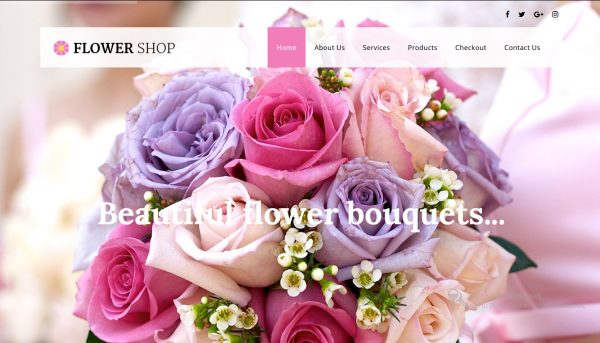 FLOWER SHOP
Home About Us Services Products Checkout Contact Us
Beautiful flower bouquets...